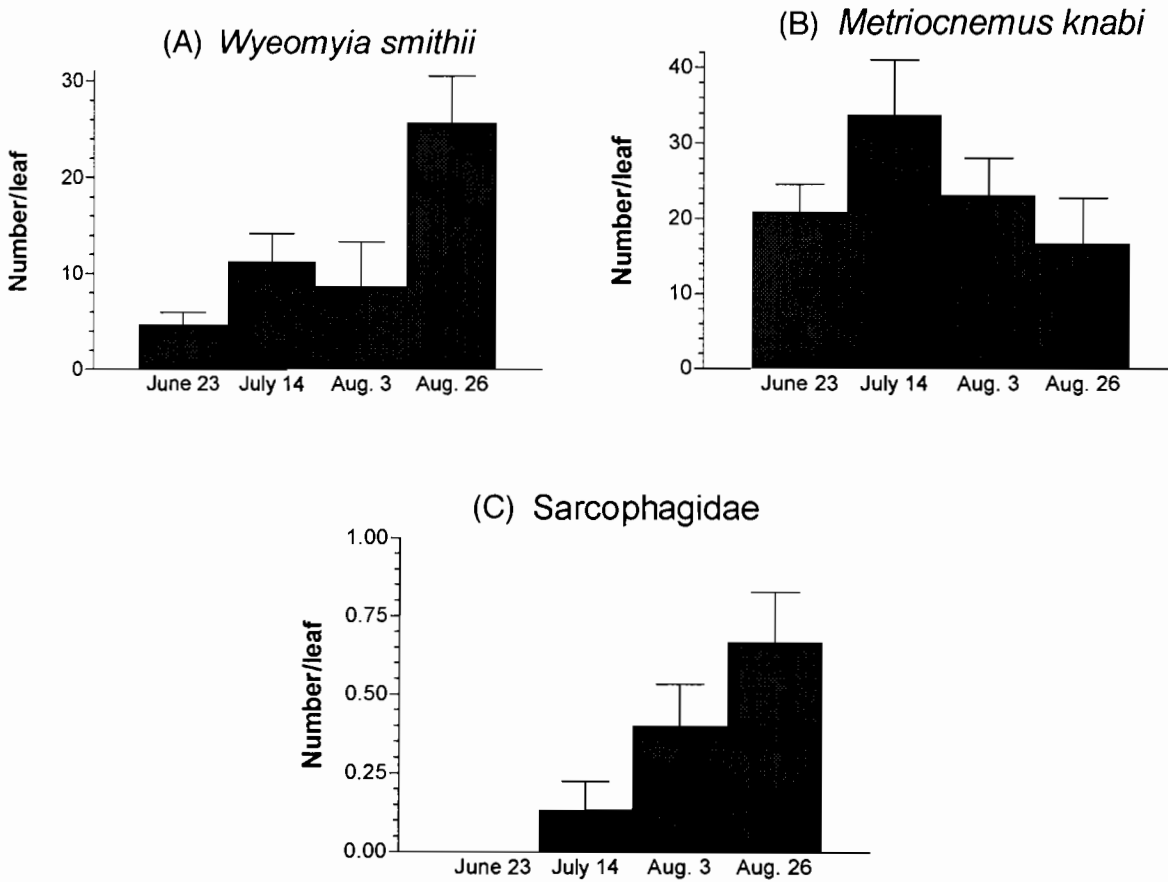 (A) Wyeomyia smithii
Number/leaf
30
20
10
0
June 23 July 14 Aug. 3 Aug. 26
(B) Metriocnemus knabi
Number/leaf
40
30
20
10
0
June 23 July 14 Aug. 3 Aug. 26
(C) Sarcophagidae
Number/leaf
1.00
0.75
0.50
0.25
0.00
June 23 July 14 Aug. 3 Aug. 26